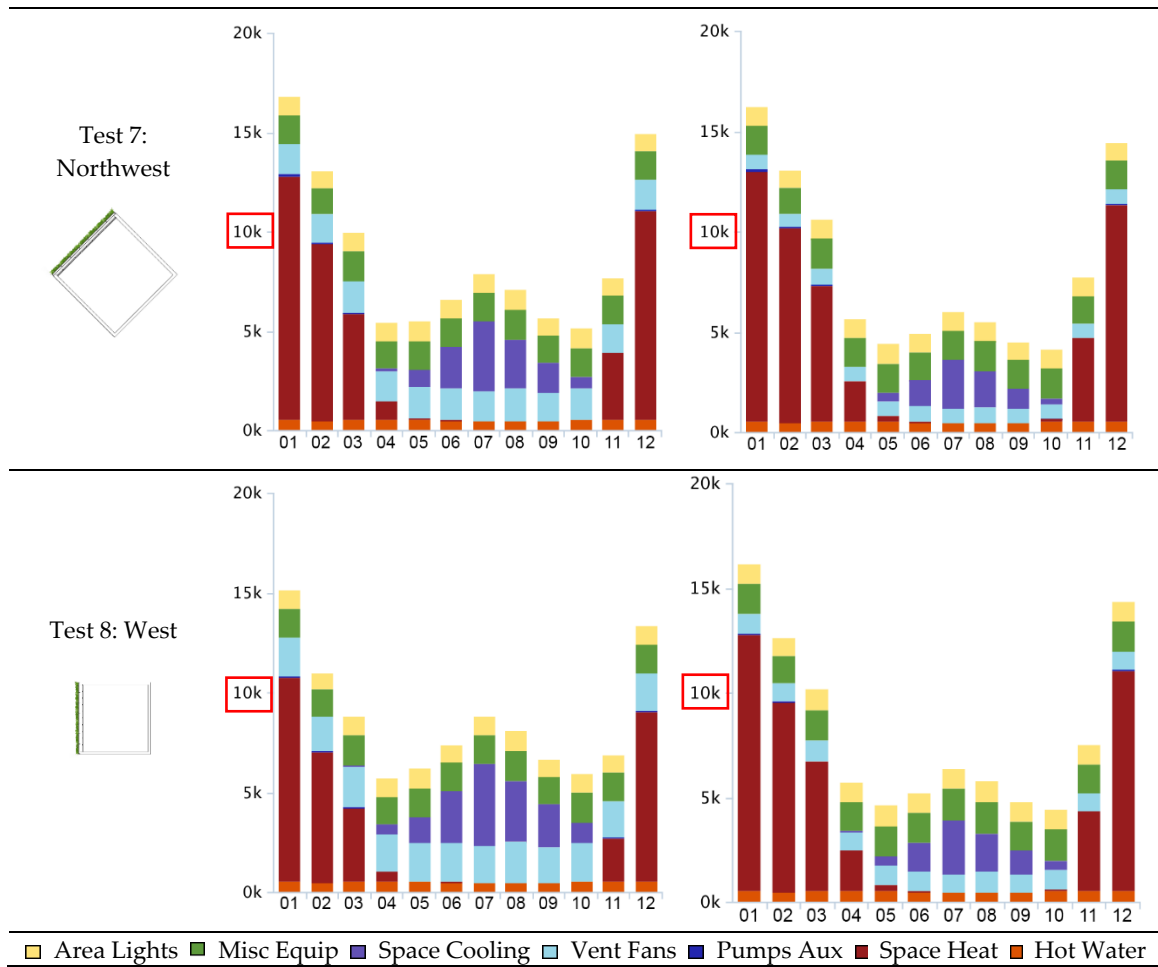 Test 7:
Northwest
20k
15k
10k
5k
0k
01 02 03 04 05 06 07 08 09 10 11 12
20k
15k
10k
5k
0k
01 02 03 04 05 06 07 08 09 10 11 12
Test 8: West
20k
15k
10k
5k
0k
01 02 03 04 05 06 07 08 09 10 11 12
20k
15k
10k
5k
0k
01 02 03 04 05 06 07 08 09 10 11 12
Area Lights Misc Equip Space Cooling Vent Fans Pumps Aux Space Heat Hot Water